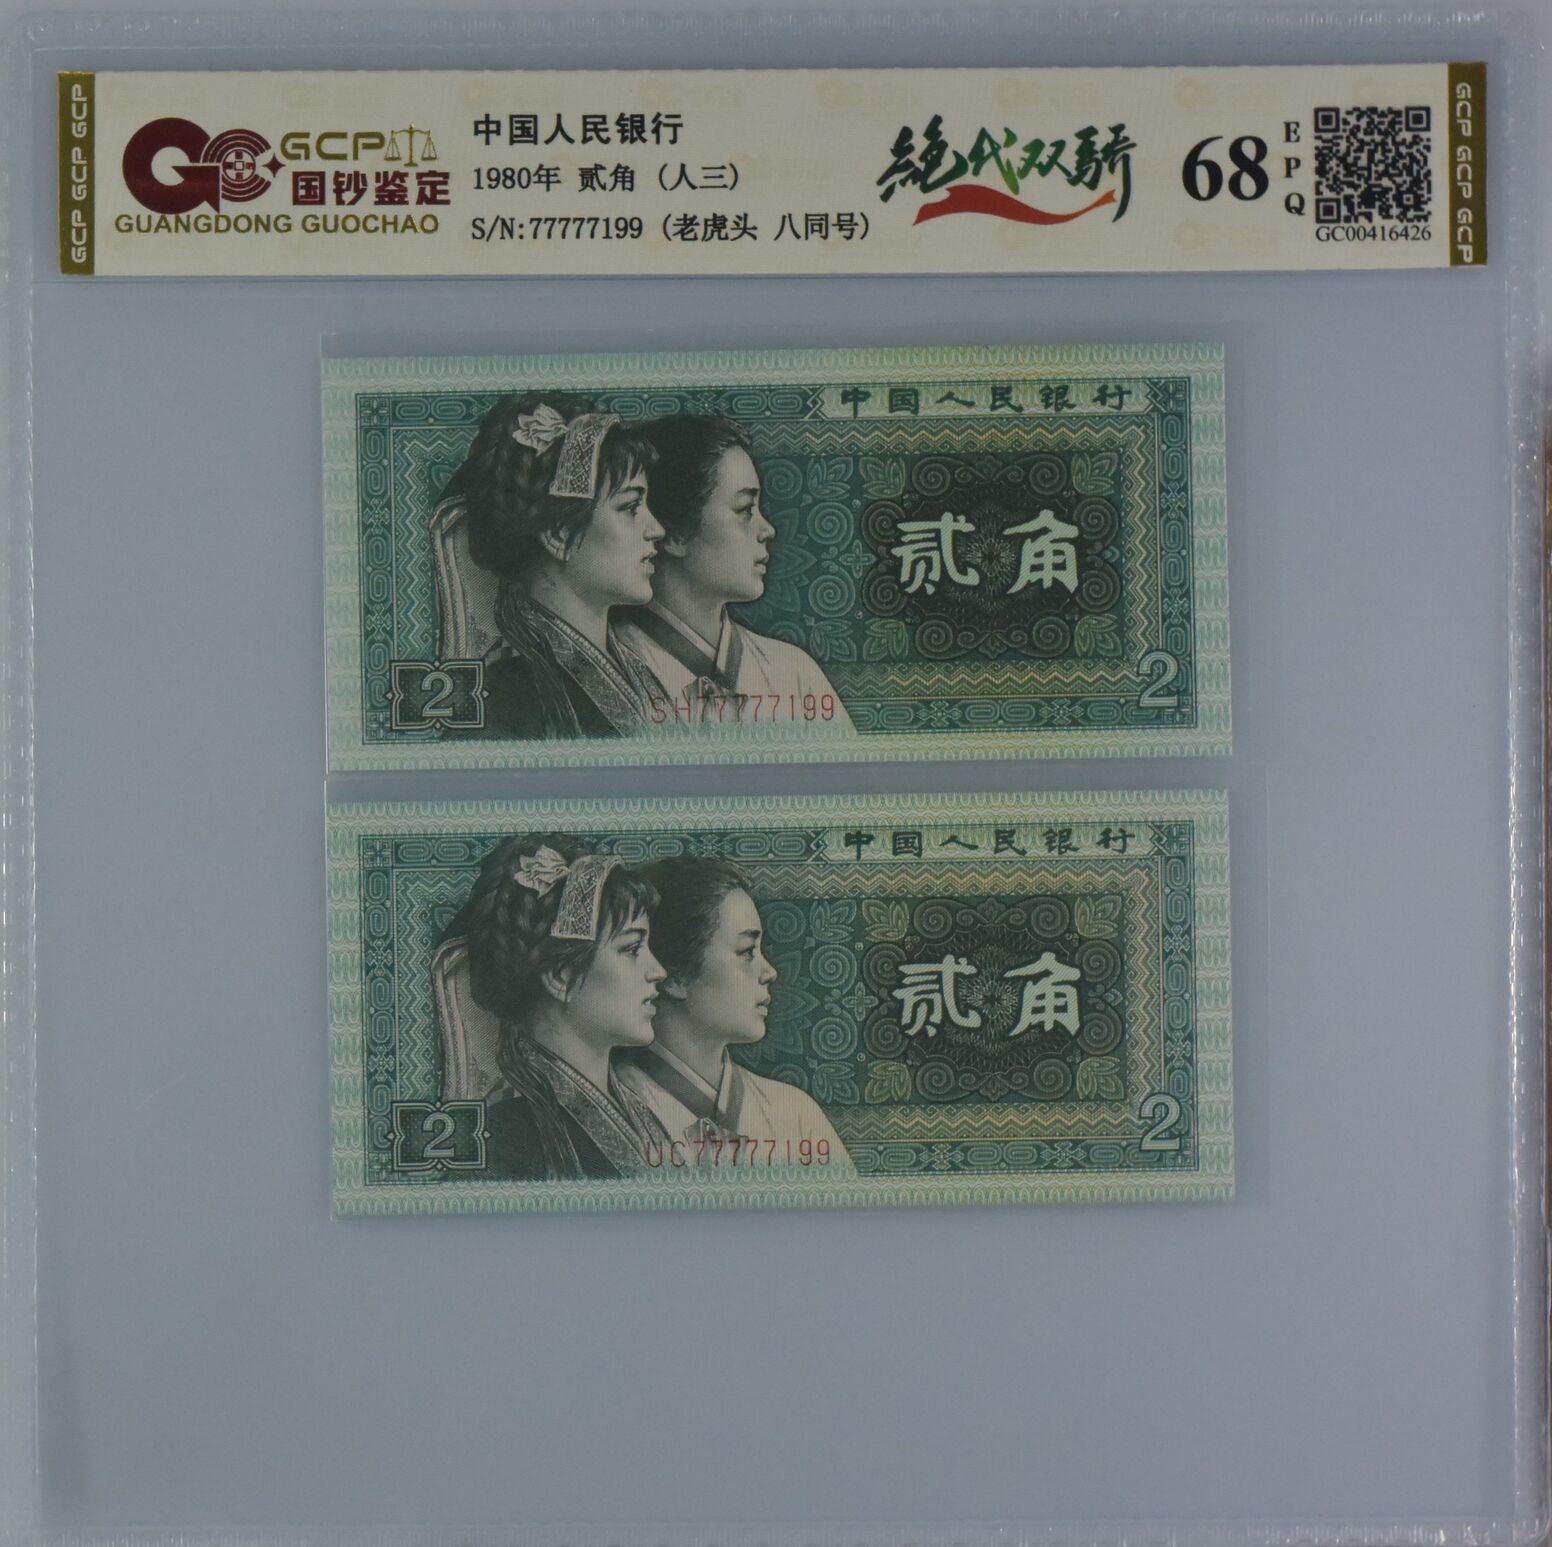 GCP GCP GCP
GCP
国钞鉴定
GUANGDONG GUOCHAO
中国人民银行
1980年 贰角 (人三)
S/N:77777199 (老虎头 八同号)
絕代双驕
68
EPQ
GC00416426
GCP GCP GCP
中国人民银行
贰角
2
2
SH77777199
中国人民银行
贰角
2
2
UC77777199